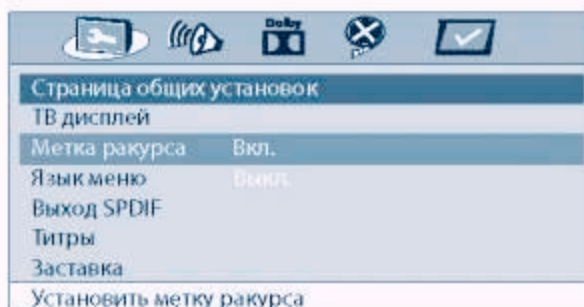 Dolby
Страница общих установок
ТВ дисплей
Метка ракурса Вкл.
Язык меню Выкл.
Выход SPDIF
Титры
Заставка
Установить метку ракурса